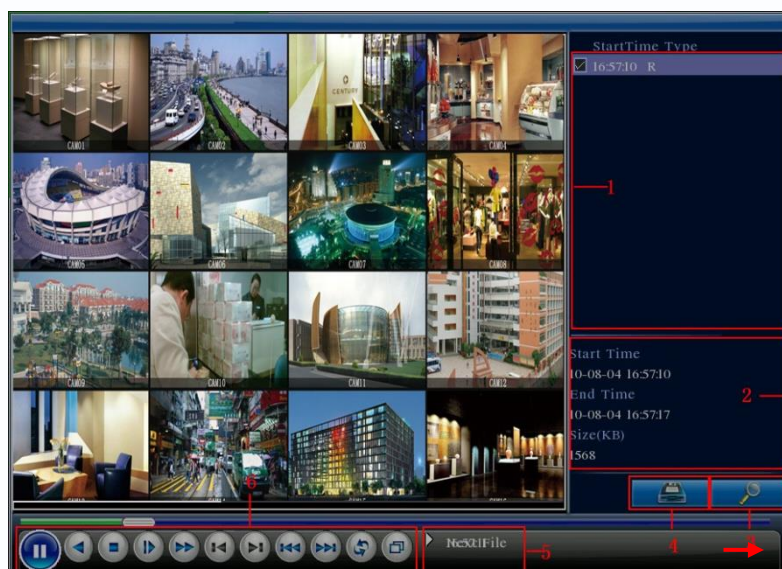 CENTURY
CAM01
CAM02
CAM03
CAM04
CAM05
CAM06
CAM07
CAM08
CAM09
CAM10
CAM11
CAM12
StartTime Type
16:57:10 R
1
Start Time
10-08-04 16:57:10
End Time
10-08-04 16:57:17
Size(KB)
1568
2
6
4
5